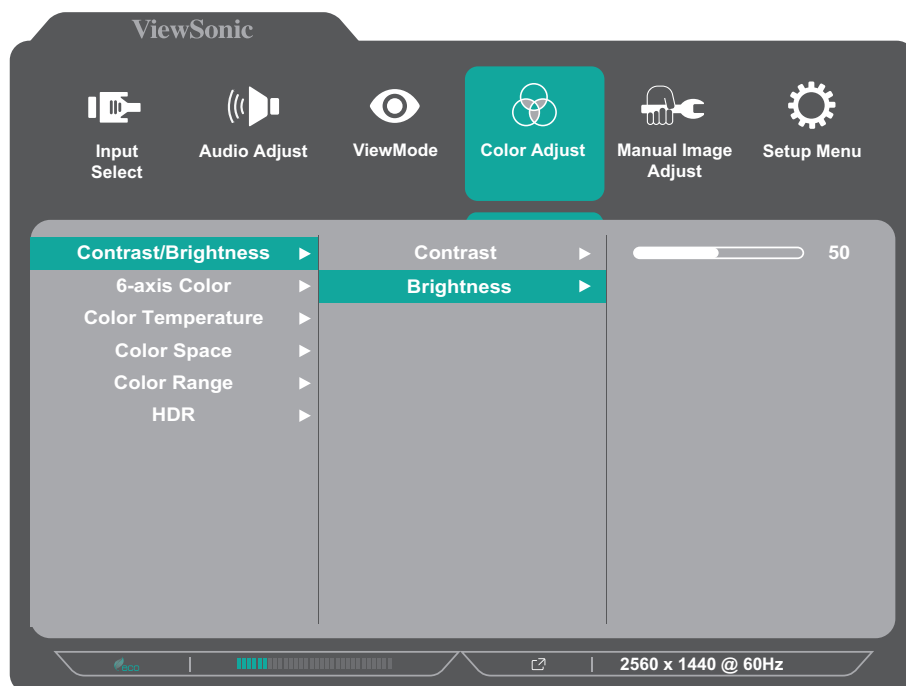 ViewSonic
Input
Select
Audio Adjust
ViewMode
Color Adjust
Manual Image
Adjust
Setup Menu
Contrast/Brightness
6-axis Color
Color Temperature
Color Space
Color Range
HDR
Contrast
Brightness
50
eco
2560 x 1440 @ 60Hz